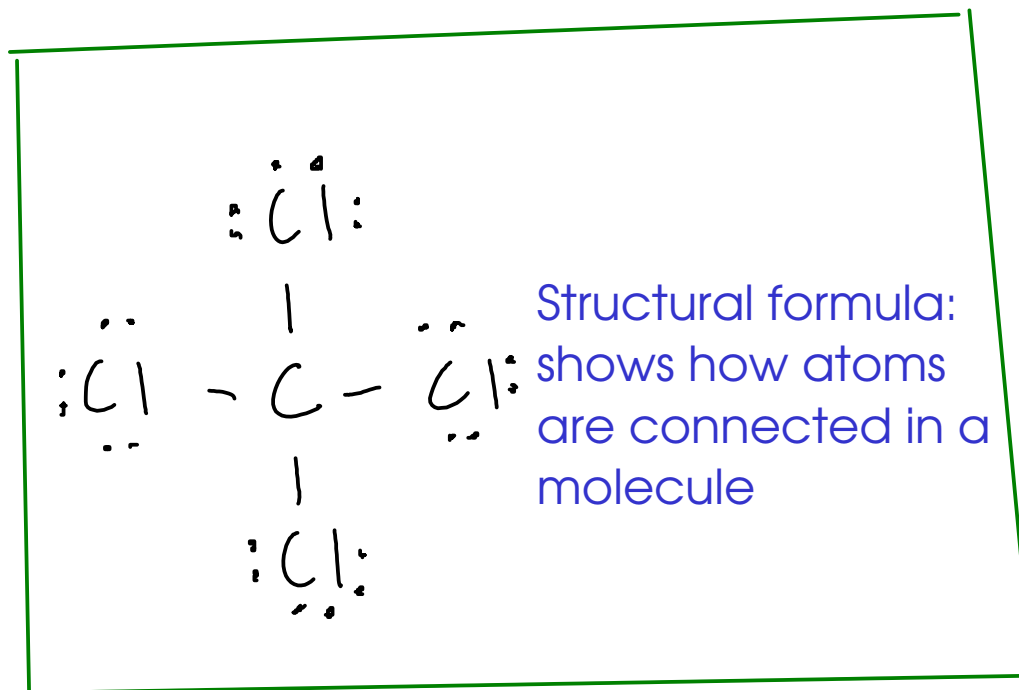 Cl
Cl - C - Cl
Cl
Structural formula:
shows how atoms
are connected in a
molecule